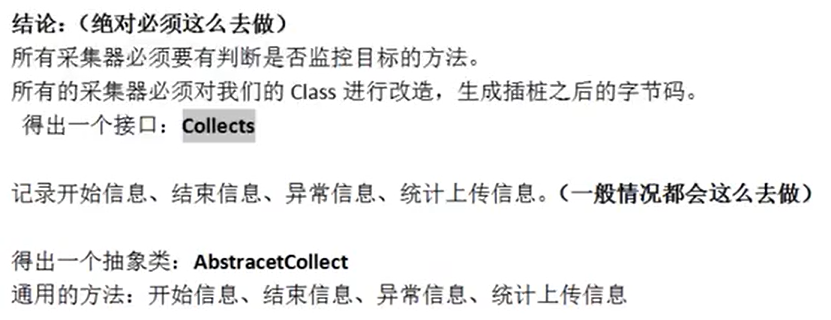 结论：（绝对必须这么去做）
所有采集器必须要有判断是否监控目标的方法。
所有的采集器必须对我们的 Class 进行改造，生成插桩之后的字节码。
得出一个接口：Collects
记录开始信息、结束信息、异常信息、统计上传信息。（一般情况都会这么去做）
得出一个抽象类：AbstracetCollect
通用的方法：开始信息、结束信息、异常信息、统计上传信息